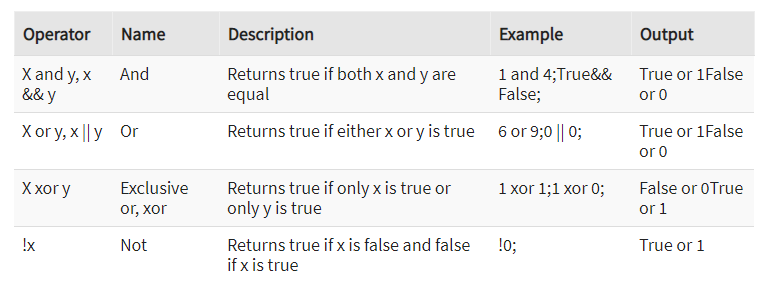 Operator Name Description Example Output
X and y, x And Returns true if both x and y are 1 and 4;True&& True or 1False
&& y equal False; or 0
X or y, x || y Or Returns true if either x or y is true 6 or 9;0 || 0; True or 1False
or 0
X xor y Exclusive Returns true if only x is true or 1 xor 1;1 xor 0; False or 0True
or, xor only y is true or 1
!x Not Returns true if x is false and false !0; True or 1
if x is true